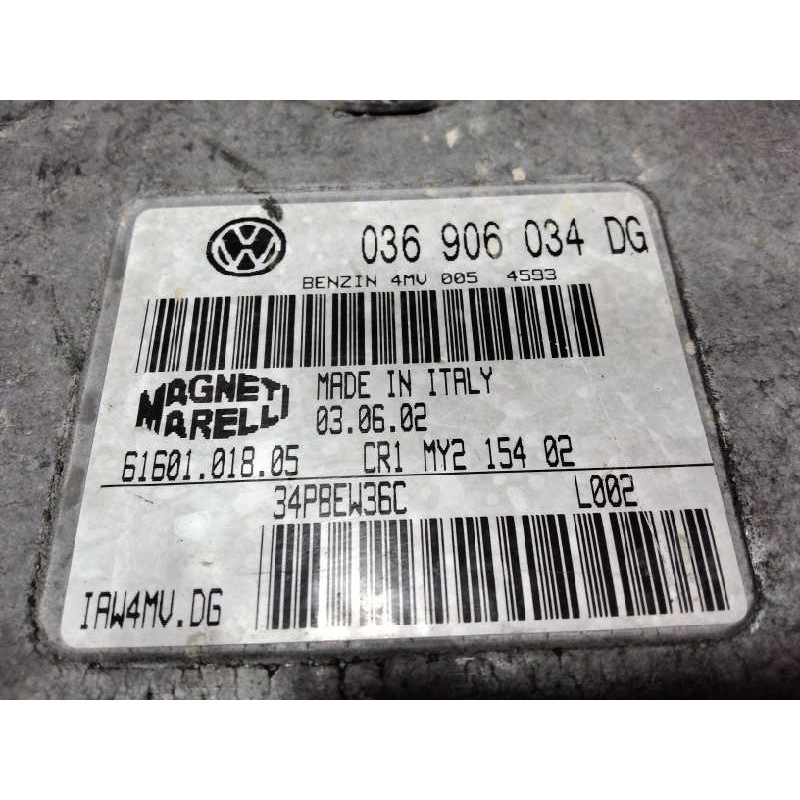 036 906 034 DG
BENZIN 4MV 005 4593
MAGNETI MARELLI
MADE IN ITALY
03.06.02
61601.018.05 CR1 MY2 154 02
34PBEW36C L002
IAW4MV.DG